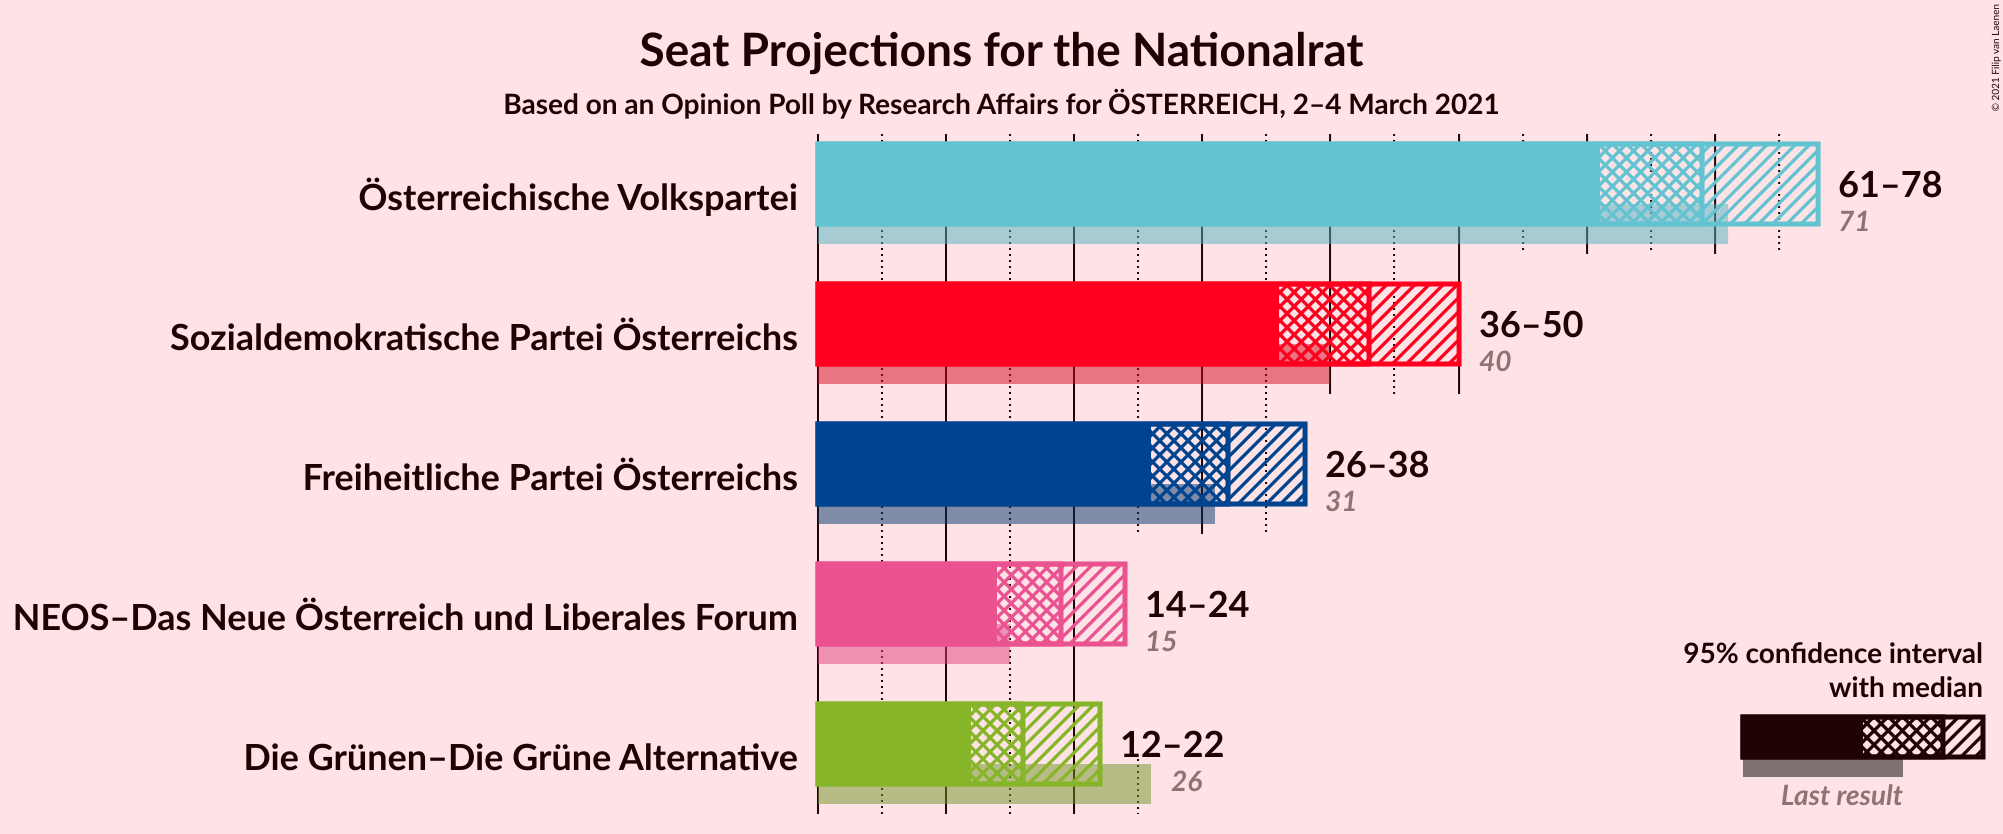 Seat Projections for the Nationalrat
Based on an Opinion Poll by Research Affairs for ÖSTERREICH, 2–4 March 2021
© 2021 Filip van Laenen
Österreichische Volkspartei
61–78
71
Sozialdemokratische Partei Österreichs
36–50
40
Freiheitliche Partei Österreichs
26–38
31
NEOS–Das Neue Österreich und Liberales Forum
14–24
15
Die Grünen–Die Grüne Alternative
12–22
26
95% confidence interval
with median
Last result